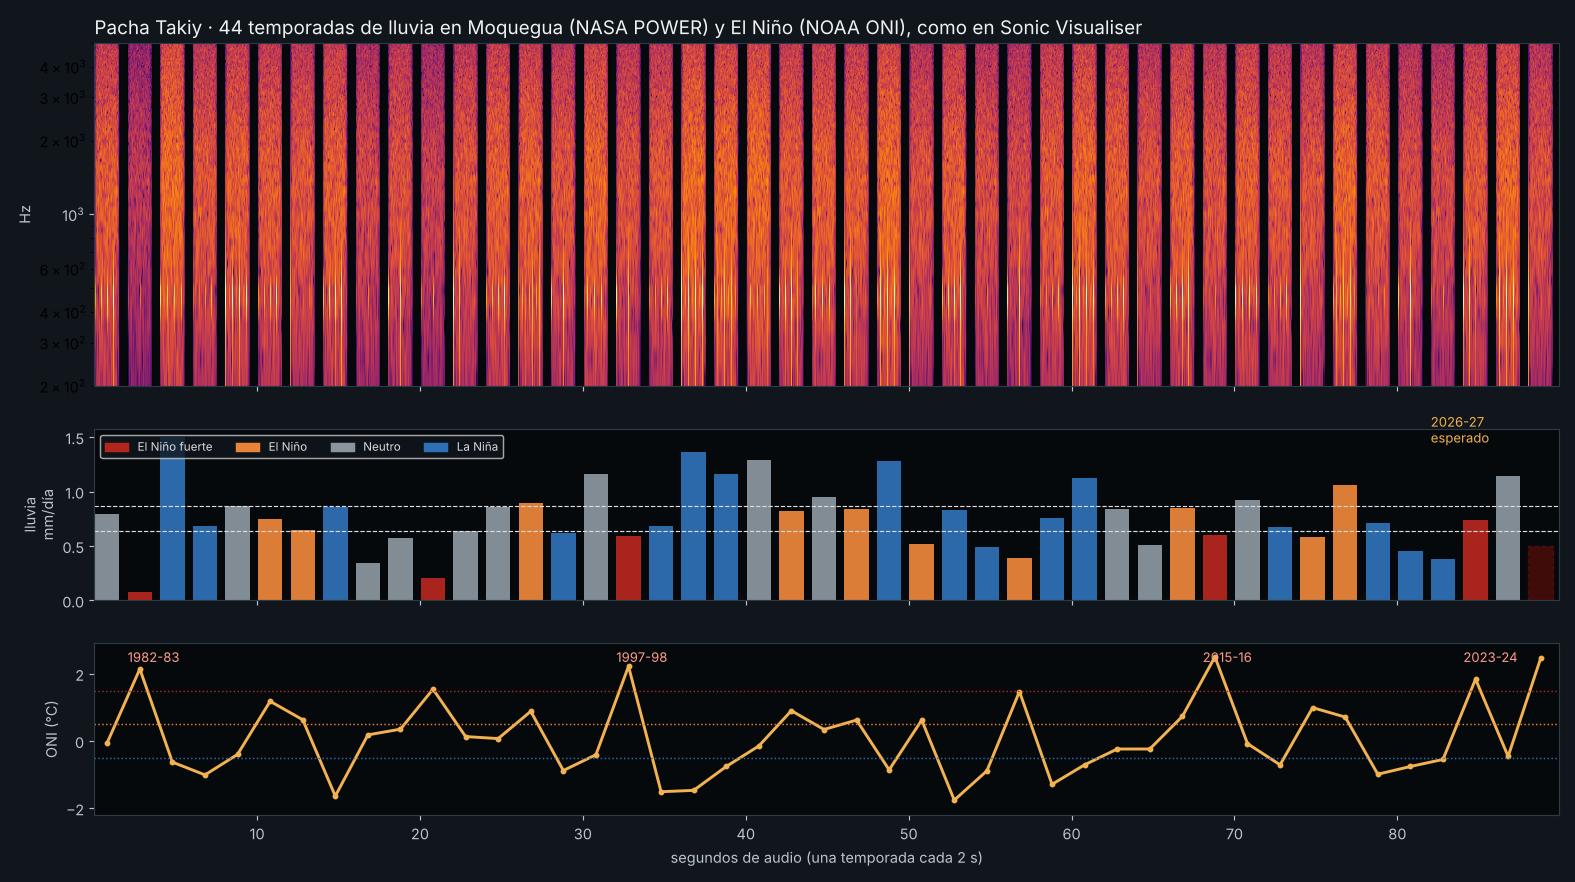 Pacha Takiy · 44 temporadas de lluvia en Moquegua (NASA POWER) y El Niño (NOAA ONI), como en Sonic Visualiser
4 × 10³
3 × 10³
2 × 10³
10³
6 × 10²
4 × 10²
3 × 10²
2 × 10²
Hz
2026-27
esperado
El Niño fuerte
El Niño
Neutro
La Niña
1.5
1.0
0.5
0.0
lluvia
mm/día
1982-83
1997-98
2015-16
2023-24
2
0
−2
ONI (°C)
10
20
30
40
50
60
70
80
segundos de audio (una temporada cada 2 s)